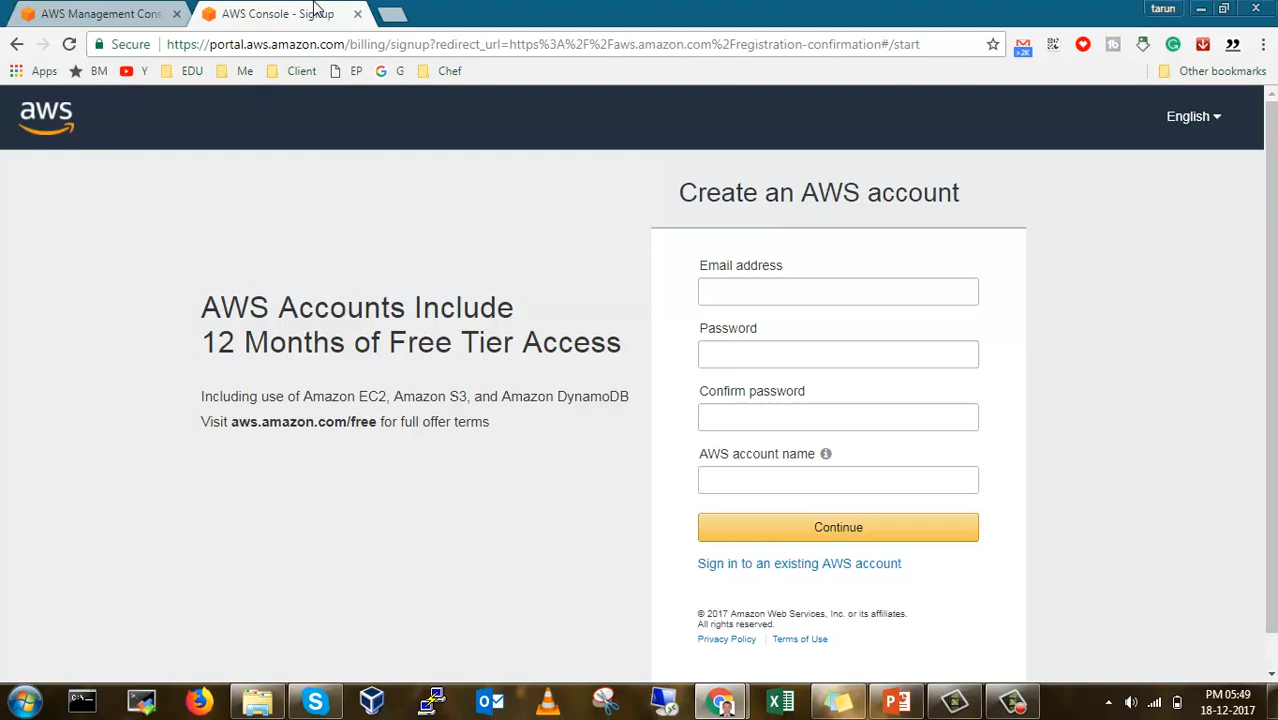 AWS Management Cons
AWS Console - Signup
tarun
Secure
https://portal.aws.amazon.com/billing/signup?redirect_url=https%3A%2F%2Faws.amazon.com%2Fregistration-confirmation#/start
>2K
Apps BM Y EDU Me Client EP G Chef Other bookmarks
aws
English
Create an AWS account
AWS Accounts Include
12 Months of Free Tier Access
Including use of Amazon EC2, Amazon S3, and Amazon DynamoDB
Visit aws.amazon.com/free for full offer terms
Email address
Password
Confirm password
AWS account name
Continue
Sign in to an existing AWS account
© 2017 Amazon Web Services, Inc. or its affiliates.
All rights reserved.
Privacy Policy Terms of Use
PM 05:49
18-12-2017